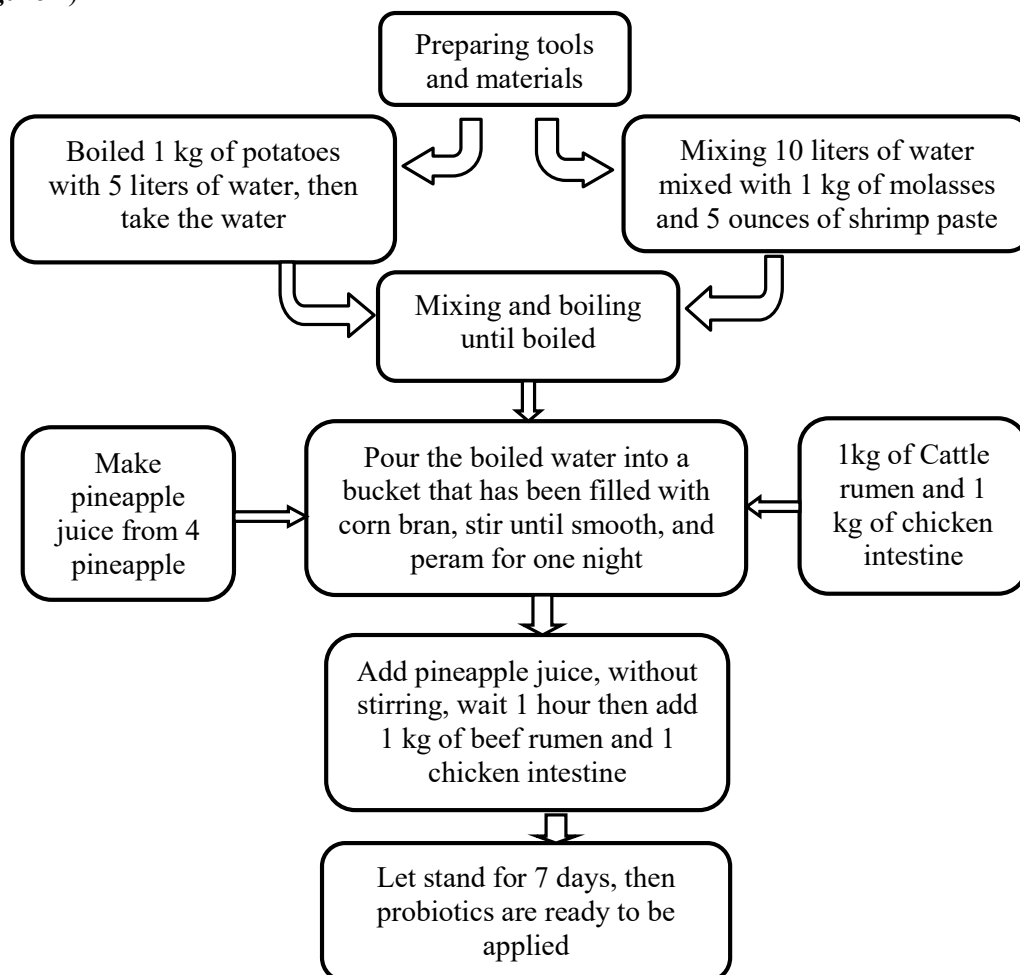 Preparing tools
and materials
Boiled 1 kg of potatoes
with 5 liters of water, then
take the water
Mixing 10 liters of water
mixed with 1 kg of molasses
and 5 ounces of shrimp paste
Mixing and boiling
until boiled
Make
pineapple
juice from 4
pineapple
Pour the boiled water into a
bucket that has been filled with
corn bran, stir until smooth, and
peram for one night
1kg of Cattle
rumen and 1
kg of chicken
intestine
Add pineapple juice, without
stirring, wait 1 hour then add
1 kg of beef rumen and 1
chicken intestine
Let stand for 7 days, then
probiotics are ready to be
applied